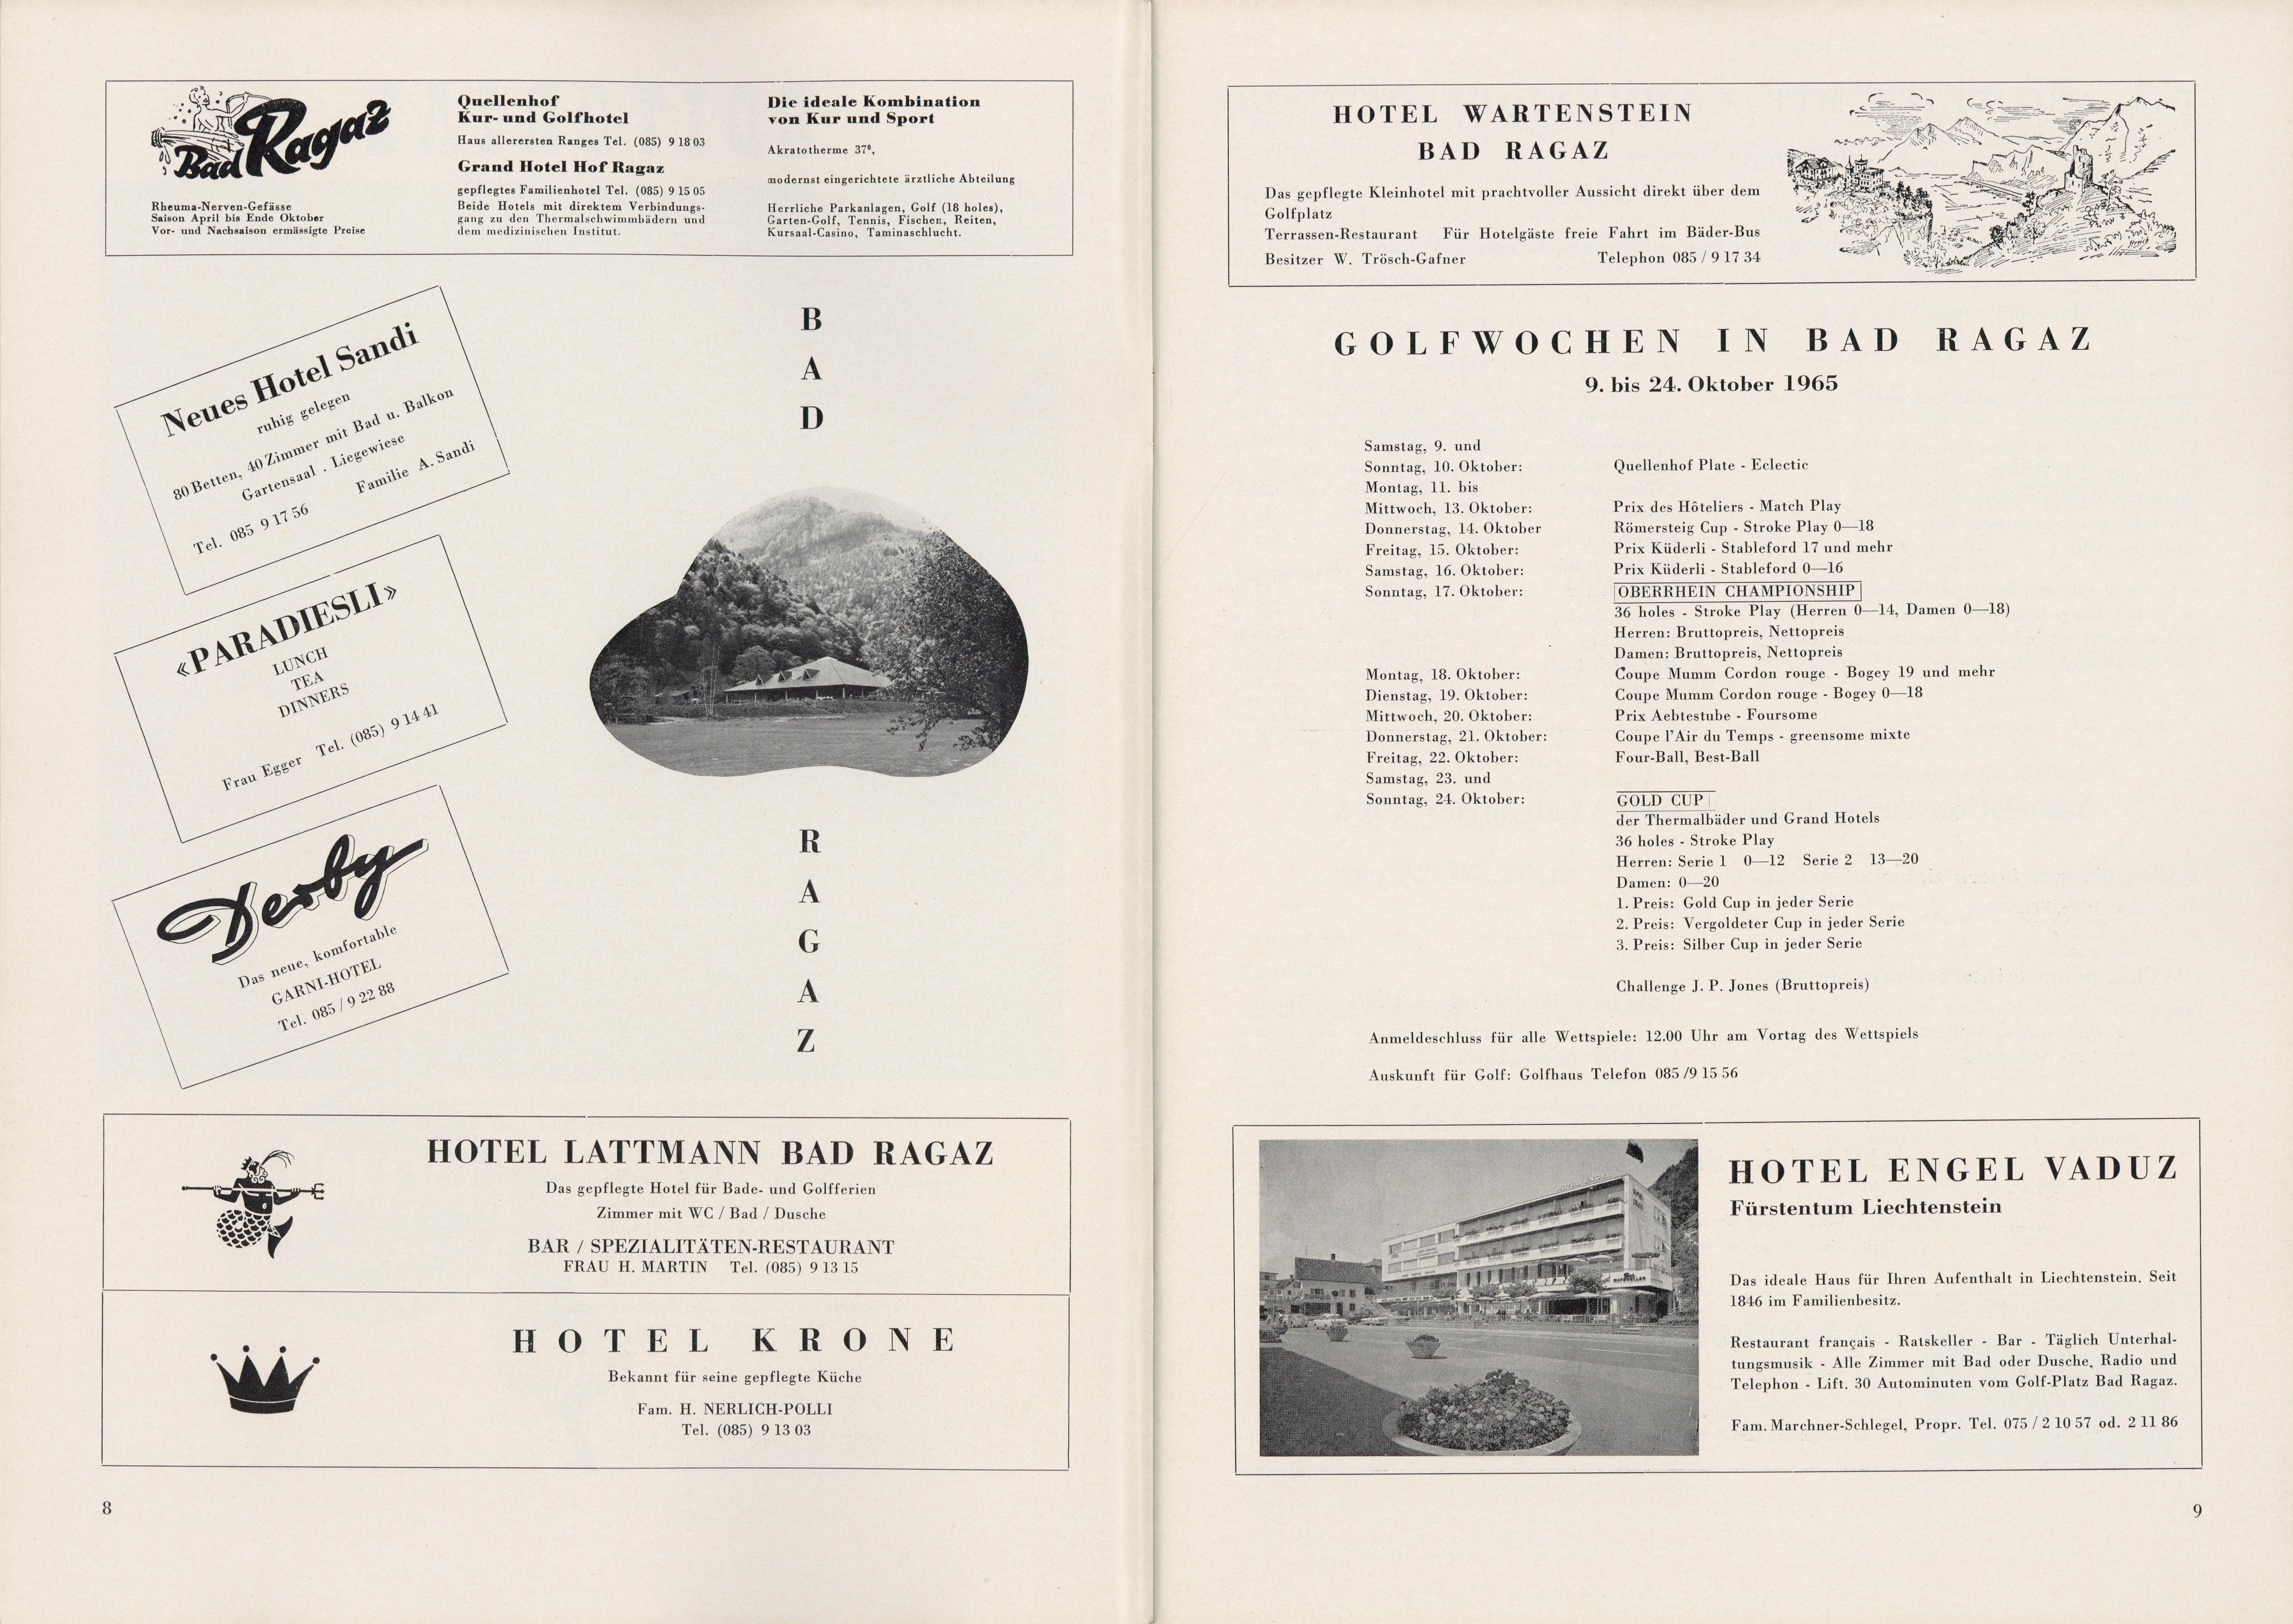 Bad Ragaz
Rheuma-Nerven-Gefässe
Saison April bis Ende Oktober
Vor- und Nachsaison ermässigte Preise
Quellenhof
Kur- und Golfhotel
Haus allerersten Ranges Tel. (085) 9 18 03
Grand Hotel Hof Ragaz
gepflegtes Familienhotel Tel. (085) 9 15 05
Beide Hotels mit direktem Verbindungs-
gang zu den Thermalschwimmbädern und
dem medizinischen Institut.
Die ideale Kombination
von Kur und Sport
Akratotherme 37°,
modernst eingerichtete ärztliche Abteilung
Herrliche Parkanlagen, Golf (18 holes),
Garten-Golf, Tennis, Fischen, Reiten,
Kursaal-Casino, Taminaschlucht.
Neues Hotel Sandi
ruhig gelegen
80 Betten, 40 Zimmer mit Bad u. Balkon
Gartensaal . Liegewiese
Tel. 085 9 17 56 Familie A. Sandi
«PARADIESLI»
LUNCH
TEA
DINNERS
Frau Egger Tel. (085) 9 14 41
Derby
Das neue, komfortable
GARNI-HOTEL
Tel. 085 / 9 22 88
B
A
D
R
A
G
A
Z
HOTEL LATTMANN BAD RAGAZ
Das gepflegte Hotel für Bade- und Golfferien
Zimmer mit WC / Bad / Dusche
BAR / SPEZIALITÄTEN-RESTAURANT
FRAU H. MARTIN Tel. (085) 9 13 15
HOTEL KRONE
Bekannt für seine gepflegte Küche
Fam. H. NERLICH-POLLI
Tel. (085) 9 13 03
8
HOTEL WARTENSTEIN
BAD RAGAZ
Das gepflegte Kleinhotel mit prachtvoller Aussicht direkt über dem
Golfplatz
Terrassen-Restaurant Für Hotelgäste freie Fahrt im Bäder-Bus
Besitzer W. Trösch-Gafner Telephon 085 / 9 17 34
GOLFWOCHEN IN BAD RAGAZ
9. bis 24. Oktober 1965
Samstag, 9. und
Sonntag, 10. Oktober: Quellenhof Plate - Eclectic
Montag, 11. bis
Mittwoch, 13. Oktober: Prix des Hôteliers - Match Play
Donnerstag, 14. Oktober Römersteig Cup - Stroke Play 0—18
Freitag, 15. Oktober: Prix Küderli - Stableford 17 und mehr
Samstag, 16. Oktober: Prix Küderli - Stableford 0—16
Sonntag, 17. Oktober: OBERRHEIN CHAMPIONSHIP
36 holes - Stroke Play (Herren 0—14, Damen 0—18)
Herren: Bruttopreis, Nettopreis
Damen: Bruttopreis, Nettopreis
Montag, 18. Oktober: Coupe Mumm Cordon rouge - Bogey 19 und mehr
Dienstag, 19. Oktober: Coupe Mumm Cordon rouge - Bogey 0—18
Mittwoch, 20. Oktober: Prix Aebtestube - Foursome
Donnerstag, 21. Oktober: Coupe l'Air du Temps - greensome mixte
Freitag, 22. Oktober: Four-Ball, Best-Ball
Samstag, 23. und
Sonntag, 24. Oktober: GOLD CUP
der Thermalbäder und Grand Hotels
36 holes - Stroke Play
Herren: Serie 1 0—12 Serie 2 13—20
Damen: 0—20
1. Preis: Gold Cup in jeder Serie
2. Preis: Vergoldeter Cup in jeder Serie
3. Preis: Silber Cup in jeder Serie
Challenge J. P. Jones (Bruttopreis)
Anmeldeschluss für alle Wettspiele: 12.00 Uhr am Vortag des Wettspiels
Auskunft für Golf: Golfhaus Telefon 085 /9 15 56
HOTEL ENGEL VADUZ
Fürstentum Liechtenstein
Das ideale Haus für Ihren Aufenthalt in Liechtenstein. Seit
1846 im Familienbesitz.
Restaurant français - Ratskeller - Bar - Täglich Unterhal-
tungsmusik - Alle Zimmer mit Bad oder Dusche, Radio und
Telephon - Lift. 30 Autominuten vom Golf-Platz Bad Ragaz.
Fam. Marchner-Schlegel, Propr. Tel. 075 / 2 10 57 od. 2 11 86
9